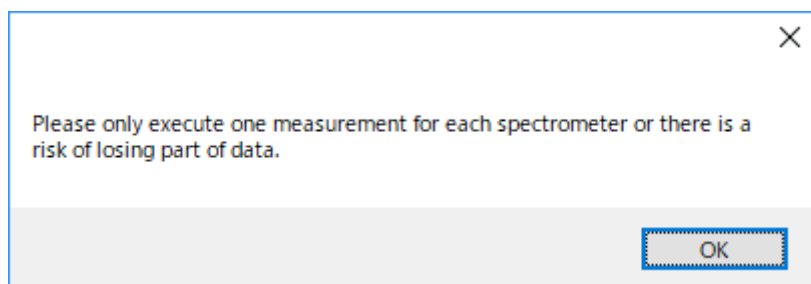 Please only execute one measurement for each spectrometer or there is a
risk of losing part of data.
OK